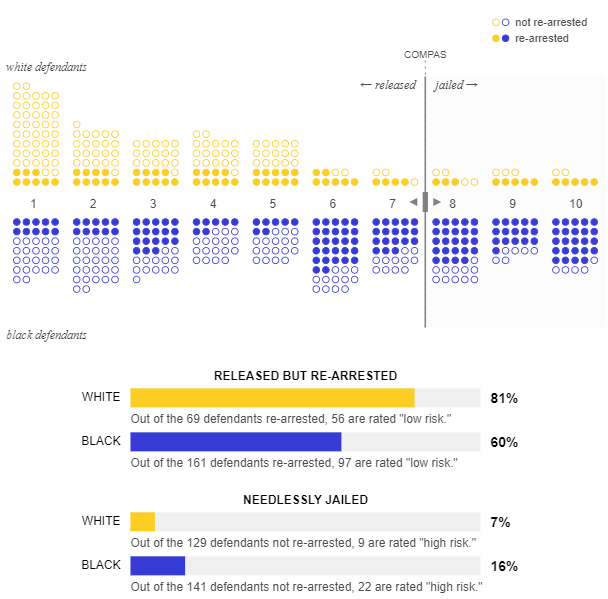 not re-arrested
re-arrested
COMPAS
white defendants
← released
jailed →
1 2 3 4 5 6 7 8 9 10
black defendants
RELEASED BUT RE-ARRESTED
WHITE 81%
Out of the 69 defendants re-arrested, 56 are rated "low risk."
BLACK 60%
Out of the 161 defendants re-arrested, 97 are rated "low risk."
NEEDLESSLY JAILED
WHITE 7%
Out of the 129 defendants not re-arrested, 9 are rated "high risk."
BLACK 16%
Out of the 141 defendants not re-arrested, 22 are rated "high risk."